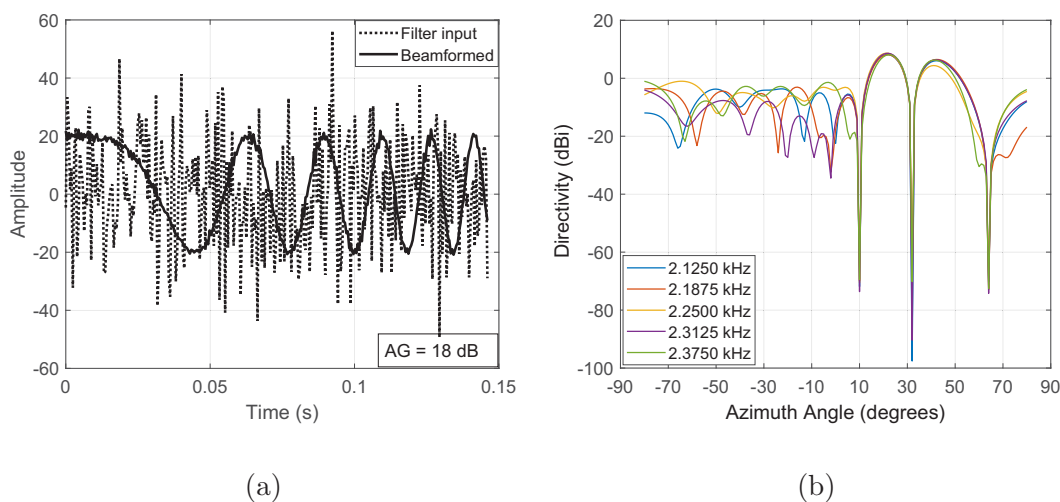 60
40
20
0
-20
-40
-60
Amplitude
Filter input
Beamformed
AG = 18 dB
0
0.05
0.1
0.15
Time (s)
(a)
20
0
-20
-40
-60
-80
-100
Directivity (dBi)
2.1250 kHz
2.1875 kHz
2.2500 kHz
2.3125 kHz
2.3750 kHz
-90
-70
-50
-30
-10
10
30
50
70
90
Azimuth Angle (degrees)
(b)